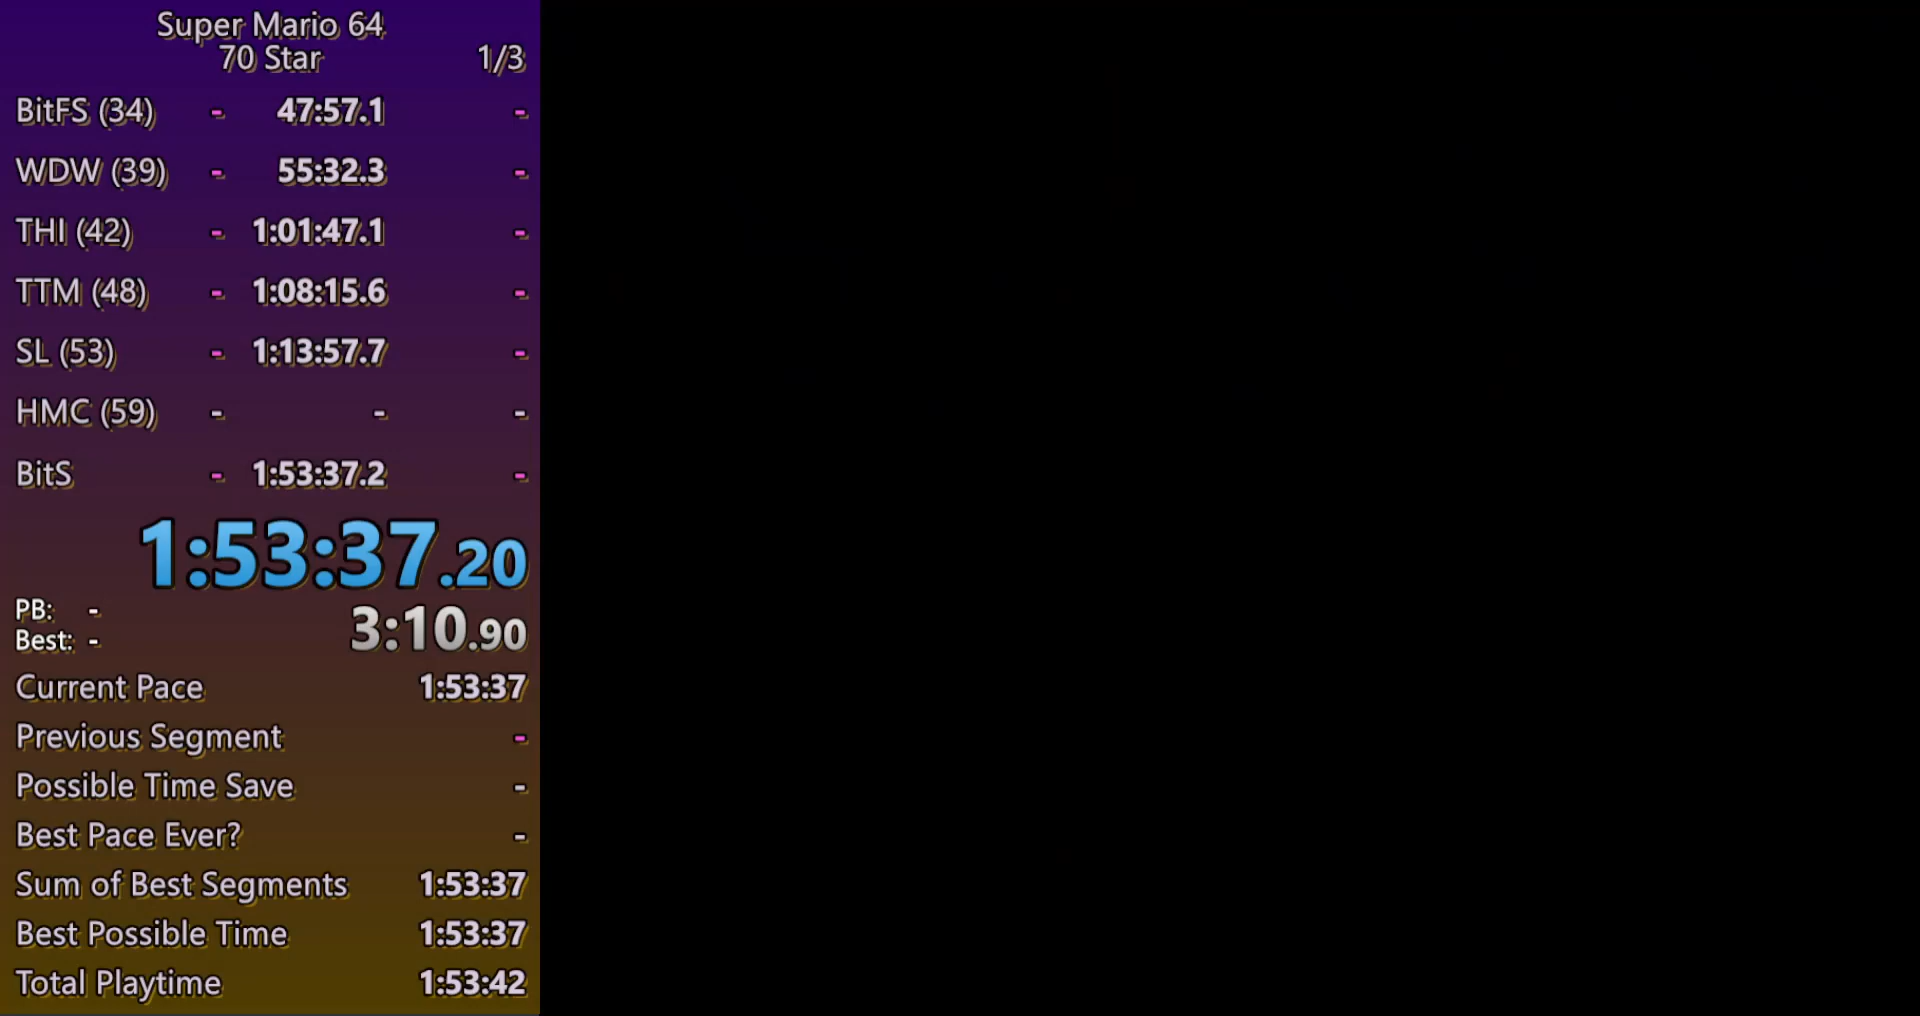 Super Mario 64
70 Star 1/3
BitFS (34) - 47:57.1 -
WDW (39) - 55:32.3 -
THI (42) - 1:01:47.1 -
TTM (48) - 1:08:15.6 -
SL (53) - 1:13:57.7 -
HMC (59) - - -
BitS - 1:53:37.2 -
1:53:37.20
PB: - 3:10.90
Best: -
Current Pace 1:53:37
Previous Segment -
Possible Time Save -
Best Pace Ever? -
Sum of Best Segments 1:53:37
Best Possible Time 1:53:37
Total Playtime 1:53:42